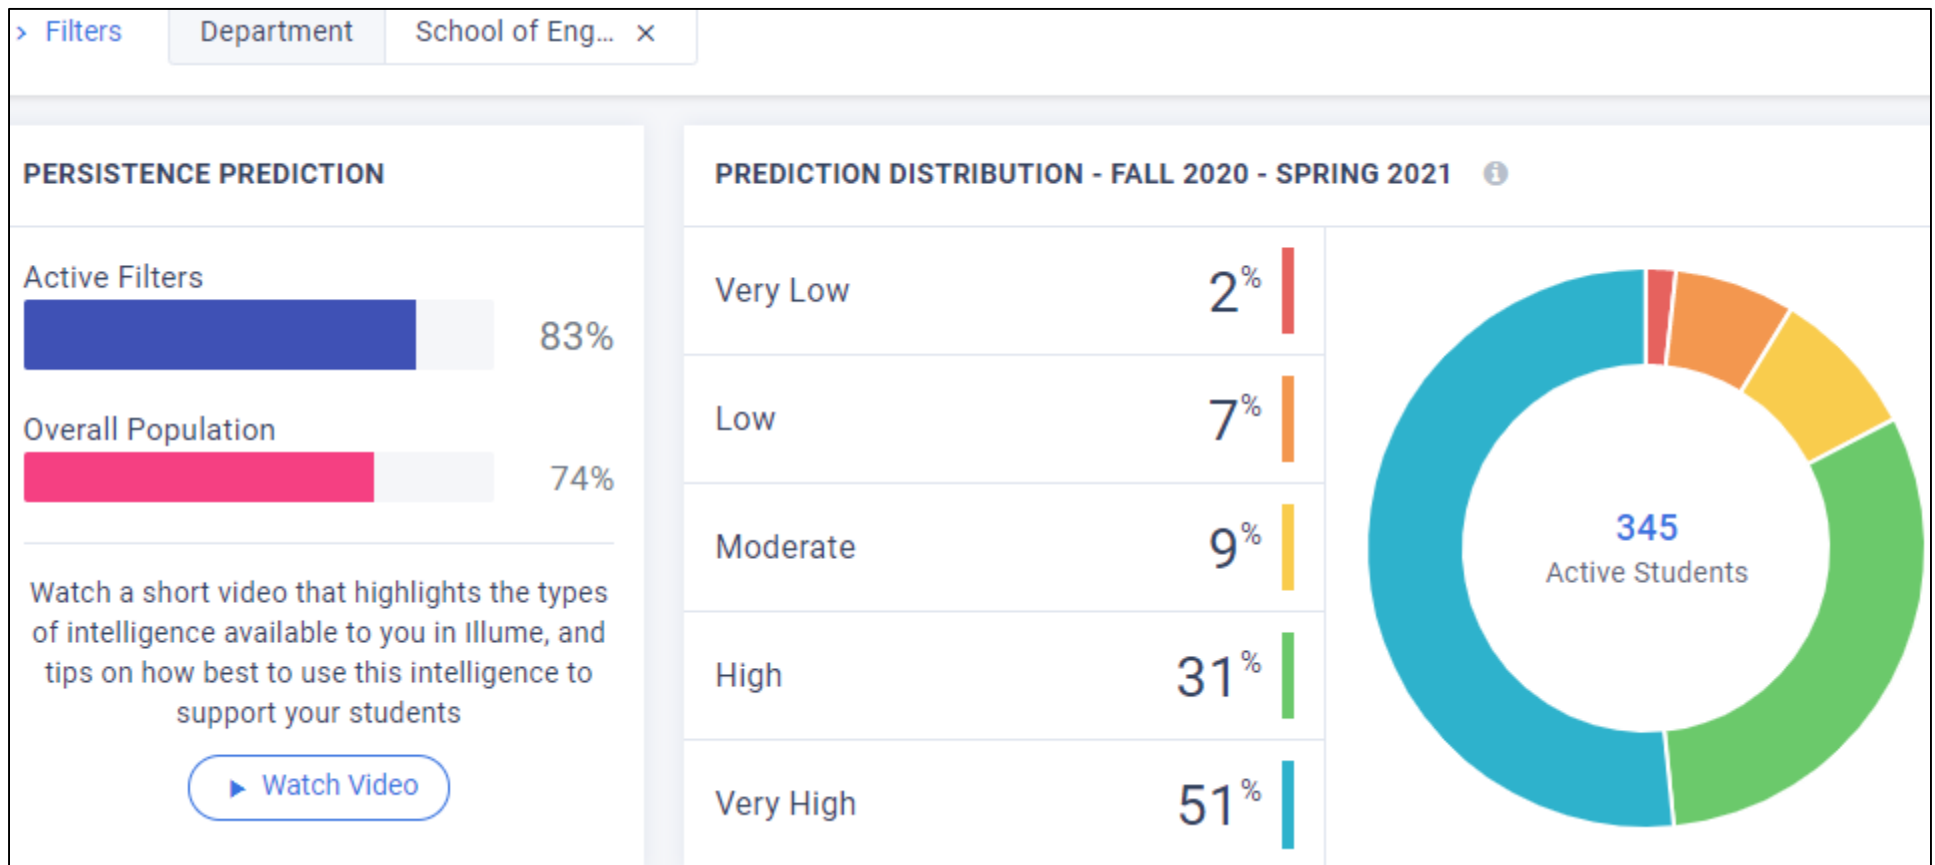 Filters
Department
School of Eng...
PERSISTENCE PREDICTION
Active Filters
83%
Overall Population
74%
Watch a short video that highlights the types
of intelligence available to you in Illume, and
tips on how best to use this intelligence to
support your students
Watch Video
PREDICTION DISTRIBUTION - FALL 2020 - SPRING 2021
Very Low
2%
Low
7%
Moderate
9%
High
31%
Very High
51%
345
Active Students